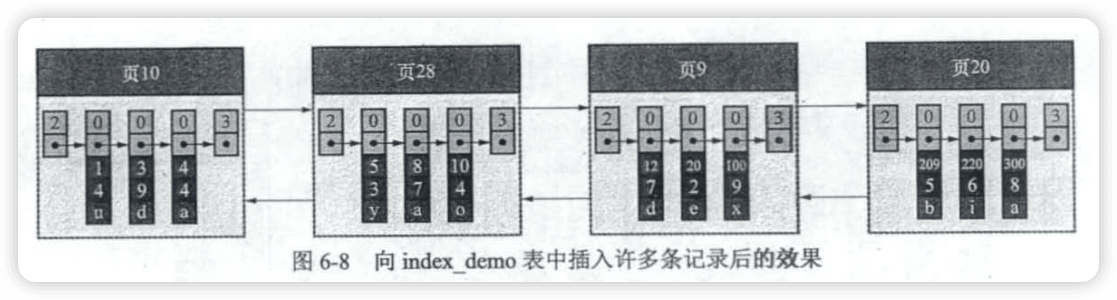 页10 页28 页9 页20
2 0 0 0 3 2 0 0 0 3 2 0 0 0 3 2 0 0 0 3
1 3 4 5 8 10 12 20 100 209 220 300
4 9 4 3 7 4 7 2 9 5 6 8
u d a y a o d e x b i a
图 6-8 向 index_demo 表中插入许多条记录后的效果